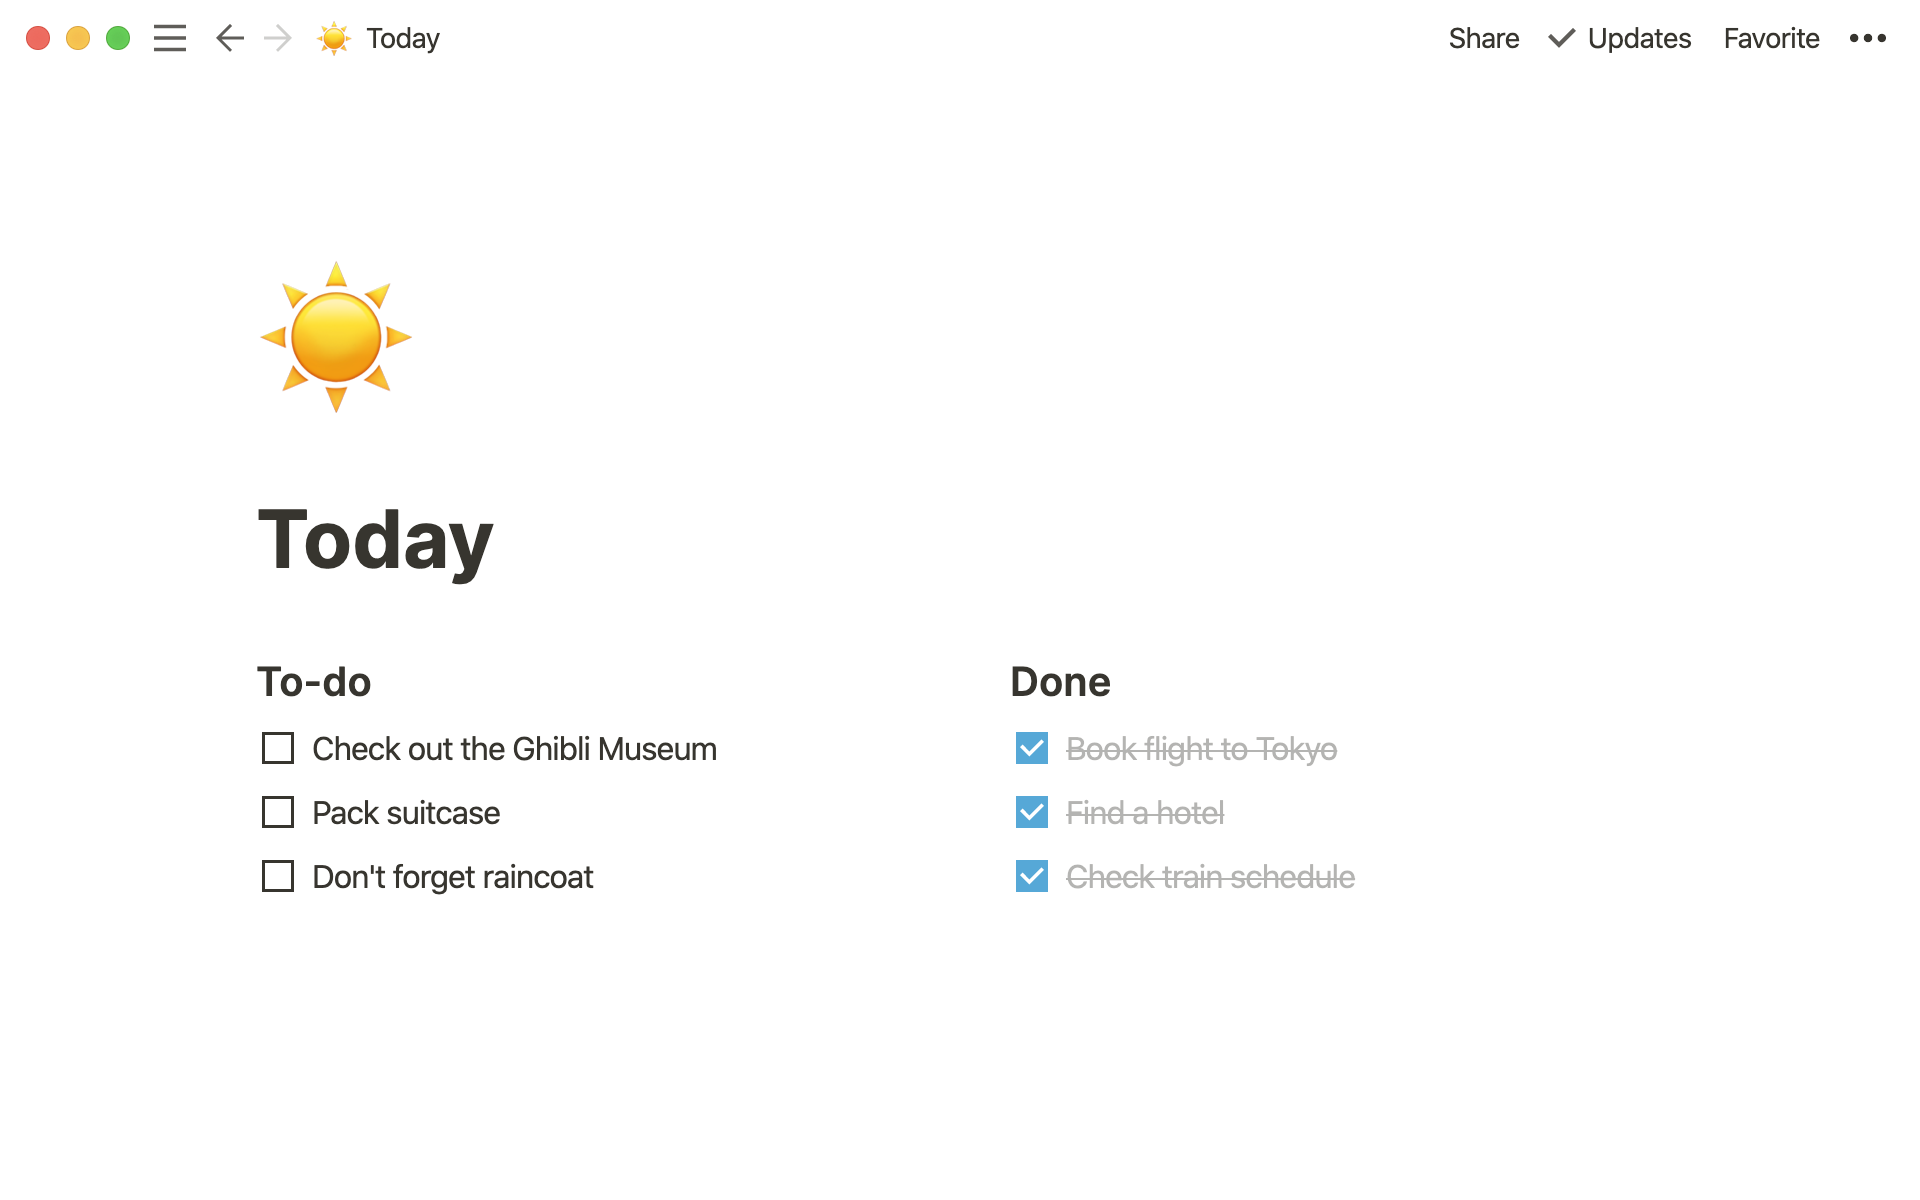 Today
Share
Updates
Favorite
Today
To-do
Check out the Ghibli Museum
Pack suitcase
Don't forget raincoat
Done
Book flight to Tokyo
Find a hotel
Check train schedule